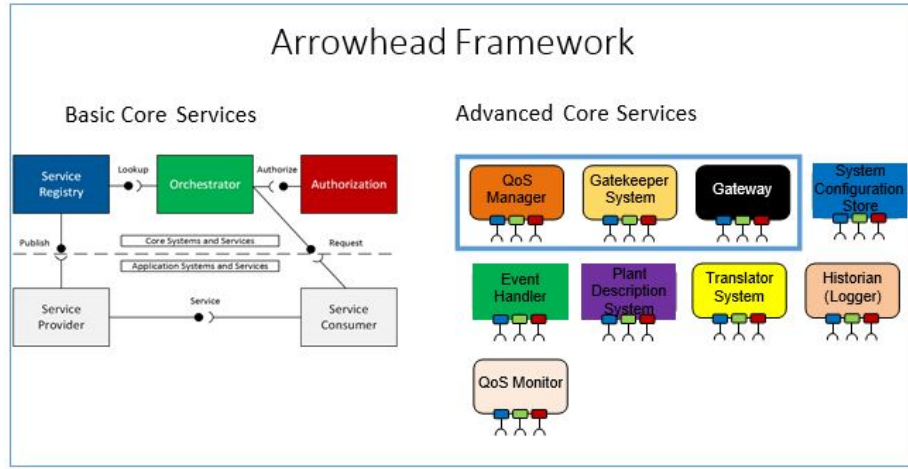 Arrowhead Framework
Basic Core Services
Advanced Core Services
Service
Registry
Lookup
Orchestrator
Authorize
Authorization
Publish
Core Systems and Services
Request
Application Systems and Services
Service
Provider
Service
Service
Consumer
QoS
Manager
Gatekeeper
System
Gateway
System
Configuration
Store
Event
Handler
Plant
Description
System
Translator
System
Historian
(Logger)
QoS Monitor